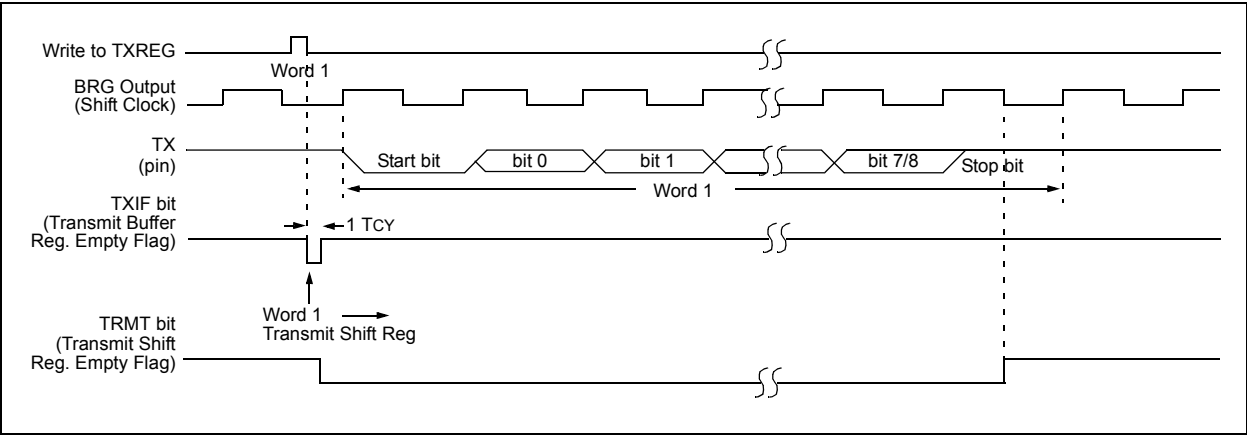 Write to TXREG
Word 1
BRG Output
(Shift Clock)
TX
(pin)
Start bit
bit 0
bit 1
bit 7/8
Stop bit
Word 1
TXIF bit
(Transmit Buffer
Reg. Empty Flag)
1 TCY
Word 1
Transmit Shift Reg
TRMT bit
(Transmit Shift
Reg. Empty Flag)